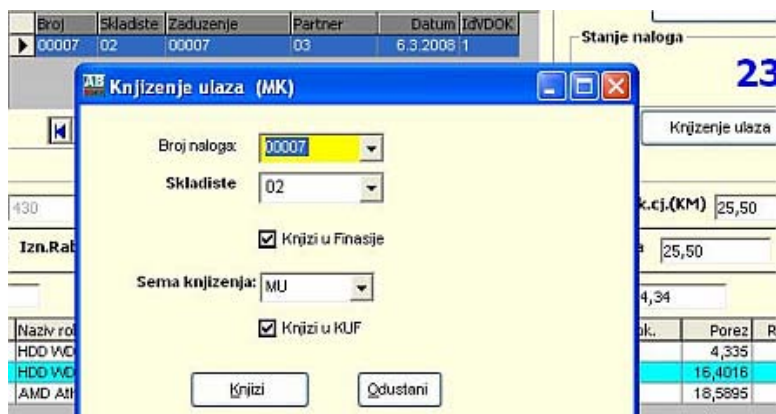 Broj Skladiste Zaduzenje Partner Datum IdVDOK
00007 02 00007 03 6.3.2008 1
Stanje naloga
23
Knjizenje ulaza (MK)
Knjizenje ulaza
Broj naloga: 00007
Skladiste 02
430
k.cj.(KM) 25,50
Knjizi u Finasije
Izn.Rab
25,50
Sema knjizenja: MU
4,34
Knjizi u KUF
Naziv rol
ok. Porez R
HDD WD 4,335
HDD WD 16,4016
AMD Ath 18,5895
Knjizi Odustani